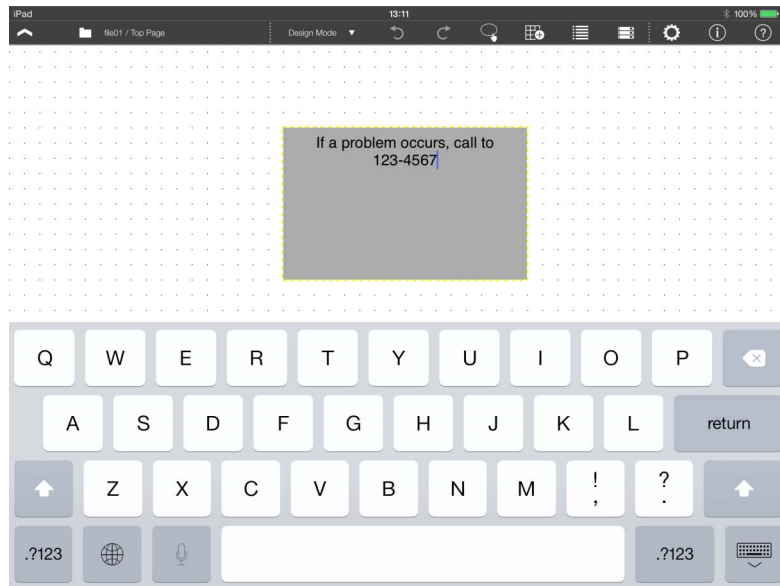 iPad 13:11 100%
file01 / Top Page Design Mode
If a problem occurs, call to
123-4567
Q W E R T Y U I O P
A S D F G H J K L return
Z X C V B N M ! , ? .
.?123 .?123